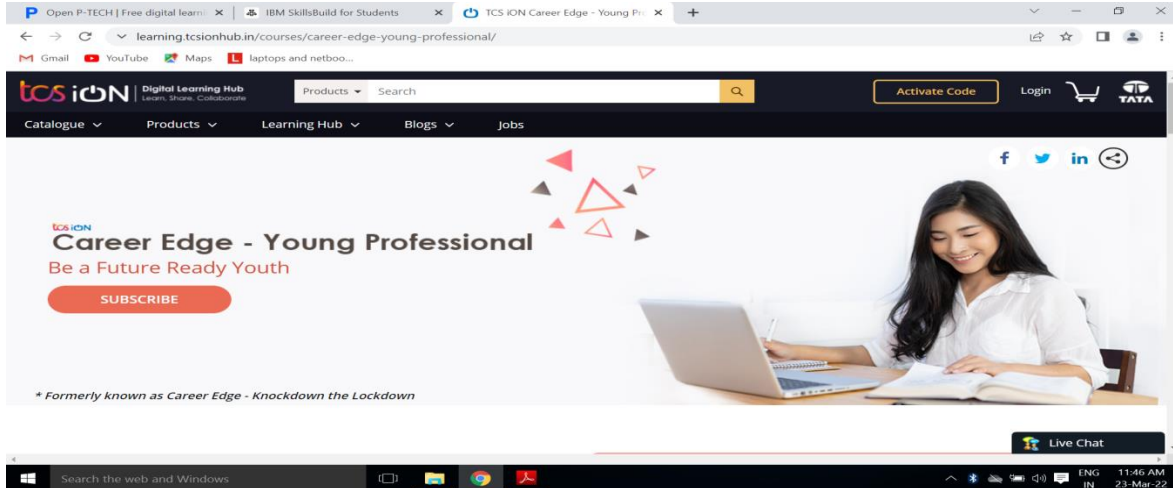 Open P-TECH | Free digital learni
IBM SkillsBuild for Students
TCS iON Career Edge - Young Pro
learning.tcsionhub.in/courses/career-edge-young-professional/
Gmail YouTube Maps laptops and netboo...
tcs iON Digital Learning Hub
Learn, Share, Collaborate
Products Search
Activate Code Login TATA
Catalogue Products Learning Hub Blogs Jobs
tcs iON
Career Edge - Young Professional
Be a Future Ready Youth
SUBSCRIBE
* Formerly known as Career Edge - Knockdown the Lockdown
Live Chat
Search the web and Windows
ENG 11:46 AM
IN 23-Mar-22